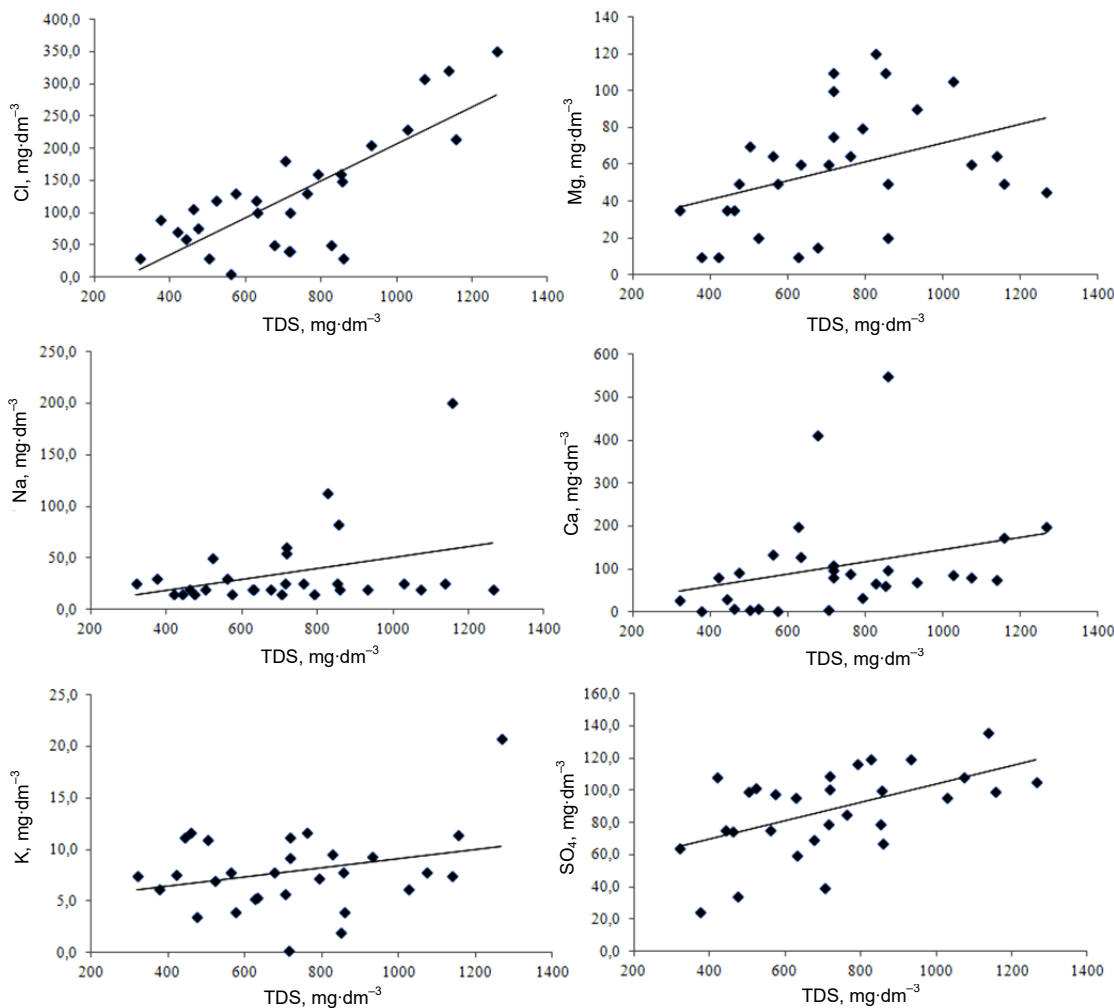 Cl, mg·dm⁻³
400,0
350,0
300,0
250,0
200,0
150,0
100,0
50,0
0,0
200 400 600 800 1000 1200 1400
TDS, mg·dm⁻³
Mg, mg·dm⁻³
140
120
100
80
60
40
20
0
200 400 600 800 1000 1200 1400
TDS, mg·dm⁻³
Na, mg·dm⁻³
250,0
200,0
150,0
100,0
50,0
0,0
200 400 600 800 1000 1200 1400
TDS, mg·dm⁻³
Ca, mg·dm⁻³
600
500
400
300
200
100
0
200 400 600 800 1000 1200 1400
TDS, mg·dm⁻³
K, mg·dm⁻³
25,0
20,0
15,0
10,0
5,0
0,0
200 400 600 800 1000 1200 1400
TDS, mg·dm⁻³
SO₄, mg·dm⁻³
160,0
140,0
120,0
100,0
80,0
60,0
40,0
20,0
0,0
200 400 600 800 1000 1200 1400
TDS, mg·dm⁻³